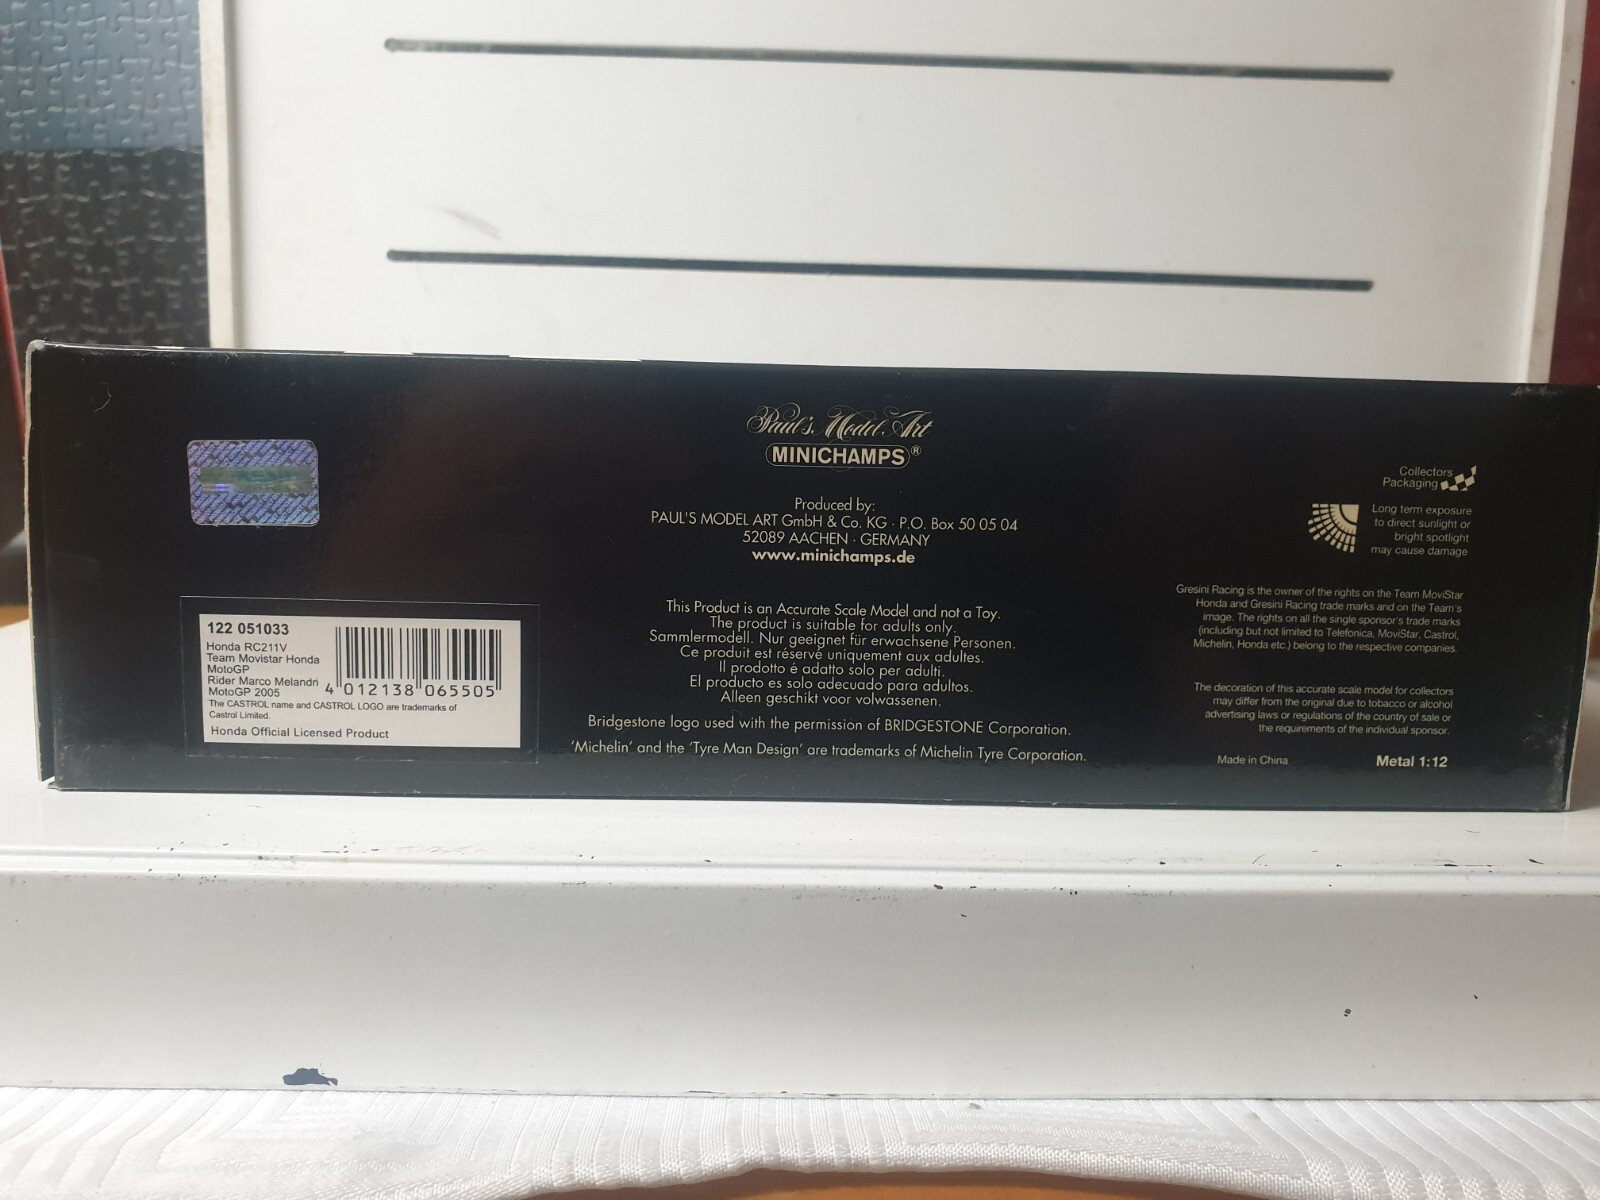 Paul's Model Art
MINICHAMPS®
Produced by:
PAUL'S MODEL ART GmbH & Co. KG · P.O. Box 50 05 04
52089 AACHEN · GERMANY
www.minichamps.de
This Product is an Accurate Scale Model and not a Toy.
The product is suitable for adults only.
Sammlermodell. Nur geeignet für erwachsene Personen.
Ce produit est réservé uniquement aux adultes.
Il prodotto é adatto solo per adulti.
El producto es solo adecuado para adultos.
Alleen geschikt voor volwassenen.
Bridgestone logo used with the permission of BRIDGESTONE Corporation.
'Michelin' and the 'Tyre Man Design' are trademarks of Michelin Tyre Corporation.
122 051033
Honda RC211V
Team Movistar Honda
MotoGP
Rider Marco Melandri
MotoGP 2005
The CASTROL name and CASTROL LOGO are trademarks of
Castrol Limited.
Honda Official Licensed Product
4 012138 065505
Collectors
Packaging
Long term exposure
to direct sunlight or
bright spotlight
may cause damage
Gresini Racing is the owner of the rights on the Team MoviStar
Honda and Gresini Racing trade marks and on the Team's
image. The rights on all the single sponsor's trade marks
(including but not limited to Telefonica, MoviStar, Castrol,
Michelin, Honda etc.) belong to the respective companies.
The decoration of this accurate scale model for collectors
may differ from the original due to tobacco or alcohol
advertising laws or regulations of the country of sale or
the requirements of the individual sponsor.
Made in China
Metal 1:12